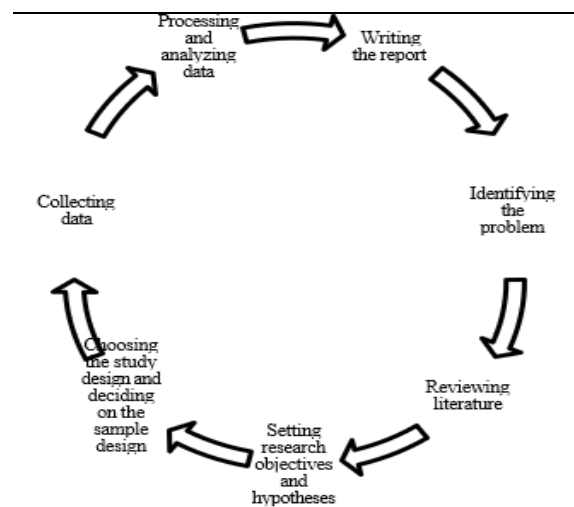 Processing
and
analyzing
data
Writing
the report
Identifying
the
problem
Reviewing
literature
Setting
research
objectives
and
hypotheses
Choosing
the study
design and
deciding
on the
sample
design
Collecting
data